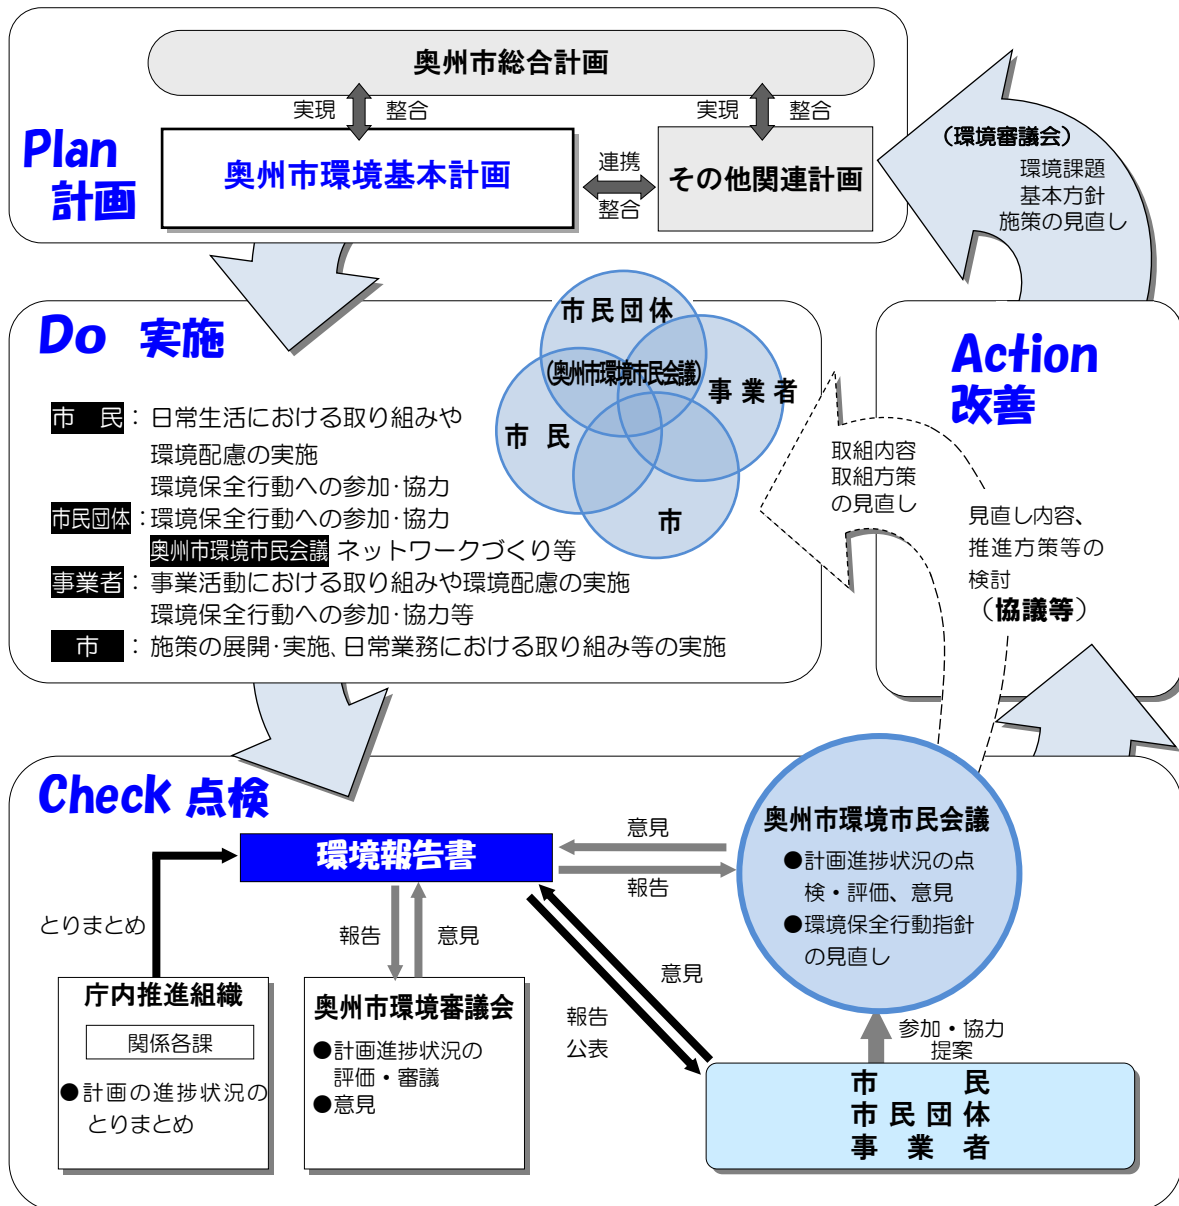 奥州市総合計画
実現 整合
実現 整合
Plan
計画
奥州市環境基本計画
連携
整合
その他関連計画
(環境審議会)
環境課題
基本方針
施策の見直し
Do 実施
市民団体
(奥州市環境市民会議)
事業者
市民
市
市 民：日常生活における取り組みや
環境配慮の実施
環境保全行動への参加･協力
市民団体：環境保全行動への参加･協力
奥州市環境市民会議 ネットワークづくり等
事業者：事業活動における取り組みや環境配慮の実施
環境保全行動への参加･協力等
市：施策の展開･実施、日常業務における取り組み等の実施
Action
改善
取組内容
取組方策
の見直し
見直し内容、
推進方策等の
検討
（協議等）
Check 点検
環境報告書
意見
報告
奥州市環境市民会議
●計画進捗状況の点
検・評価、意見
●環境保全行動指針
の見直し
とりまとめ
報告
意見
意見
報告
公表
庁内推進組織
関係各課
●計画の進捗状況の
とりまとめ
奥州市環境審議会
●計画進捗状況の
評価・審議
●意見
参加・協力
提案
市 民
市民団体
事 業 者